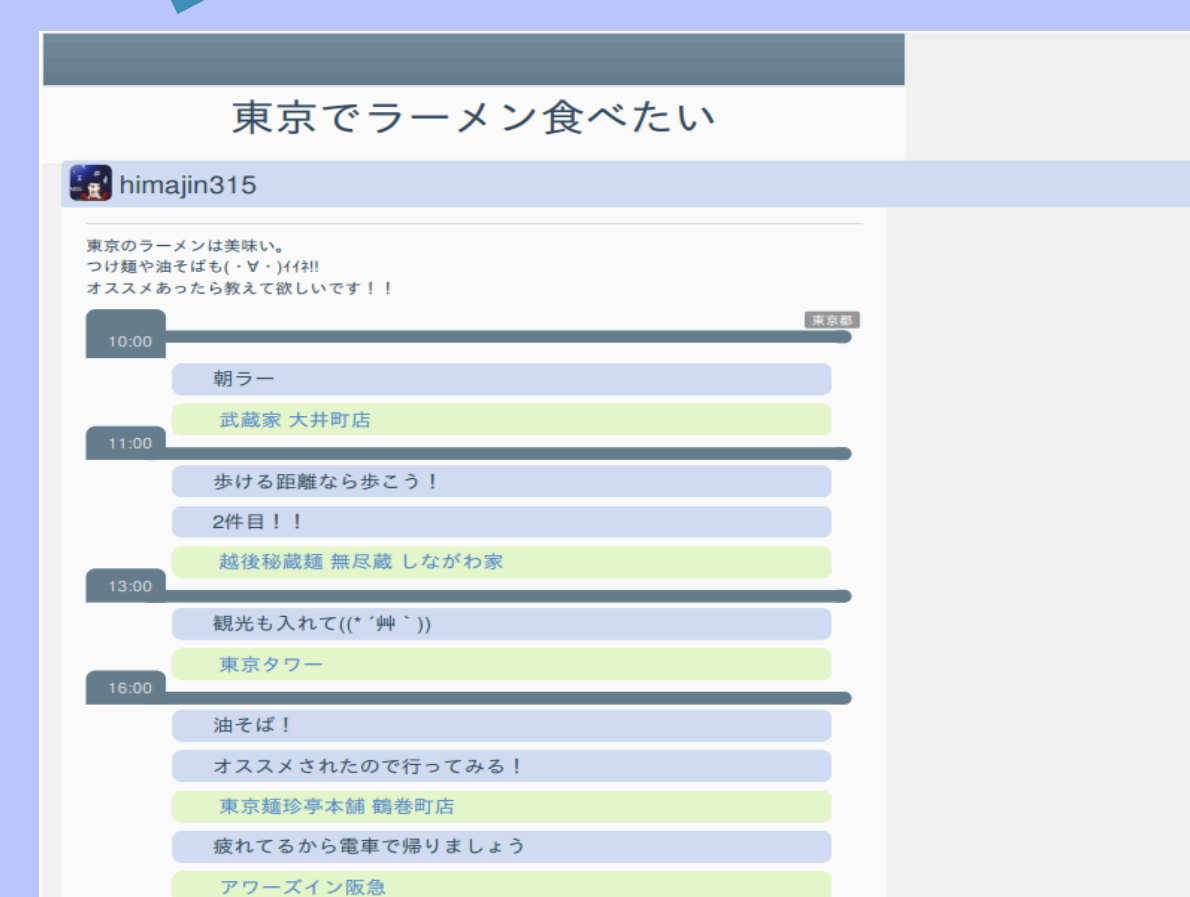 東京でラーメン食べたい
himajin315
東京のラーメンは美味い。
つけ麺や油そばも(・∀・)イイネ!!
オススメあったら教えて欲しいです！！
東京都
10:00
朝ラー
武蔵家 大井町店
11:00
歩ける距離なら歩こう！
2件目！！
越後秘蔵麺 無尽蔵 しながわ家
13:00
観光も入れて((*´艸｀))
東京タワー
16:00
油そば！
オススメされたので行ってみる！
東京麺珍亭本舗 鶴巻町店
疲れてるから電車で帰りましょう
アワーズイン阪急